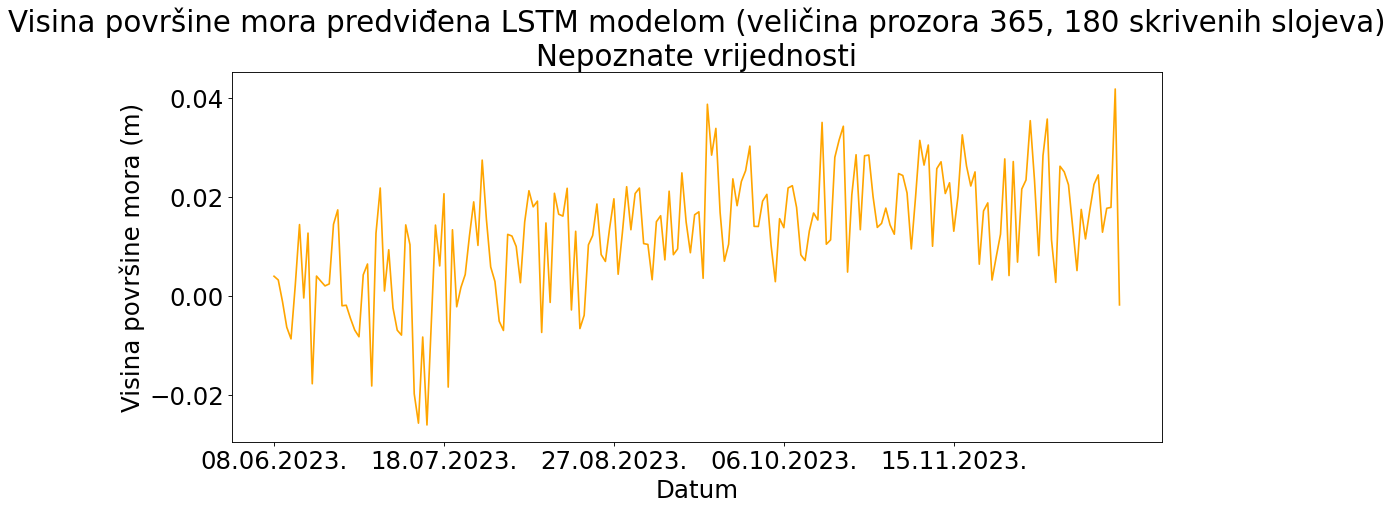 Visina površine mora predviđena LSTM modelom (veličina prozora 365, 180 skrivenih slojeva)
Nepoznate vrijednosti
Visina površine mora (m)
0.04
0.02
0.00
−0.02
08.06.2023. 18.07.2023. 27.08.2023. 06.10.2023. 15.11.2023.
Datum